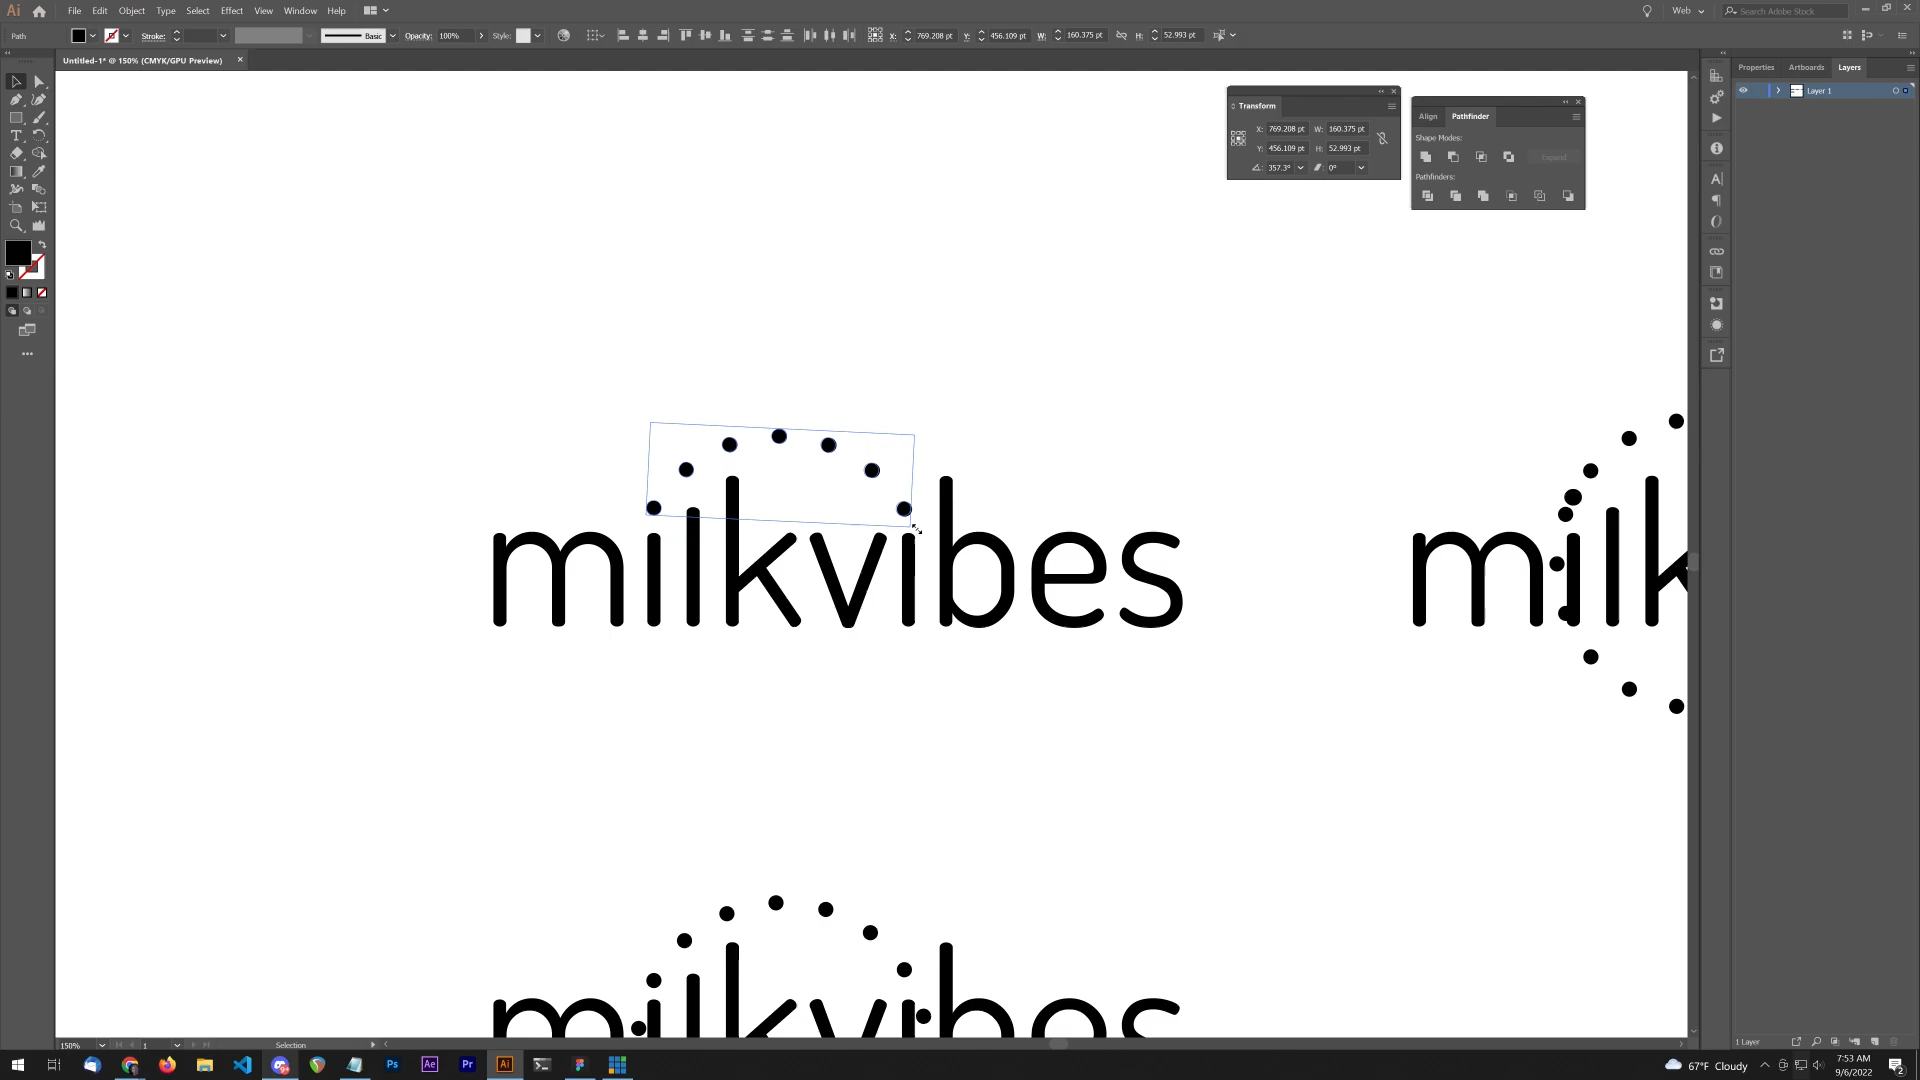 Ai File Edit Object Type Select Effect View Window Help Web Search Adobe Stock
Path Stroke: Basic Opacity: 100% Style: X: 769.208 pt Y: 456.109 pt W: 160.375 pt H: 52.993 pt
Untitled-1* @ 150% (CMYK/GPU Preview)
Properties Artboards Layers
Layer 1
Transform
X: 769.208 pt W: 160.375 pt
Y: 456.109 pt H: 52.993 pt
357.3° 0°
Align Pathfinder
Shape Modes:
Expand
Pathfinders:
milkvibes
milk
milkvibes
150% 1 Selection
1 Layer
Ps Ae Pr Ai
67°F Cloudy
7:53 AM
9/6/2022